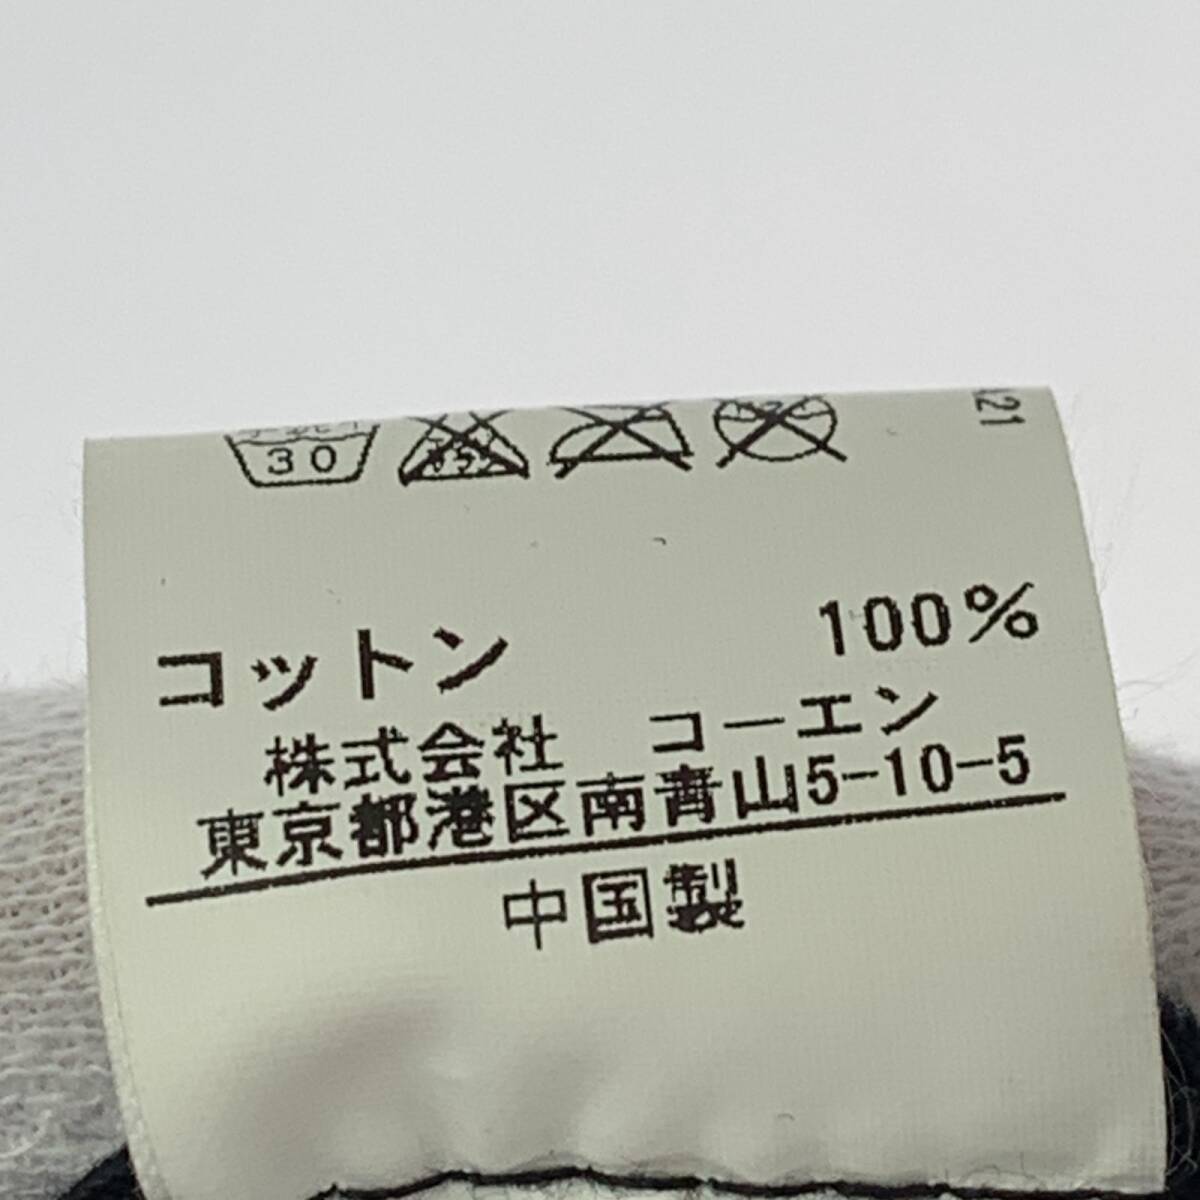 30
コットン 100%
株式会社 コーエン
東京都港区南青山5-10-5
中国製